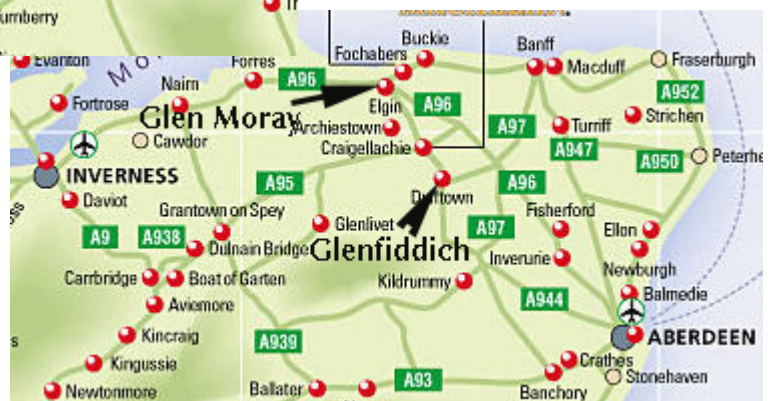 urnberry
Buckie
Banff
Evanton
Forres
Fochabers
Macduff
Fraserburgh
Nairn
A96
A952
Fortrose
Elgin
A96
Strichen
Glen Moray
Archiestown
A97
Turriff
Cawdor
Craigellachie
A947
A950
Peterhe
INVERNESS
A95
Dufftown
A96
Daviot
Grantown on Spey
Fisherford
A9
A938
Glenlivet
A97
Ellon
Dulnain Bridge
Glenfiddich
Inverurie
Newburgh
Carrbridge
Boat of Garten
Kildrummy
Balmedie
Aviemore
A944
Kincraig
A939
ABERDEEN
Kingussie
Crathes
A93
Stonehaven
Newtonmore
Ballater
Banchory